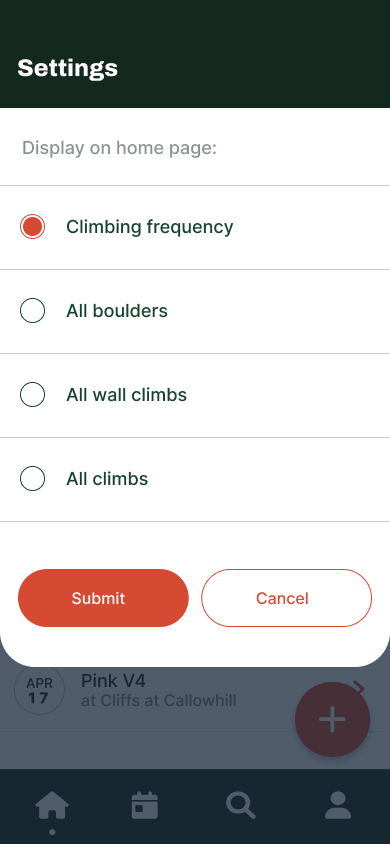 Settings
Display on home page:
Climbing frequency
All boulders
All wall climbs
All climbs
Submit
Cancel
APR
17
Pink V4
at Cliffs at Callowhill